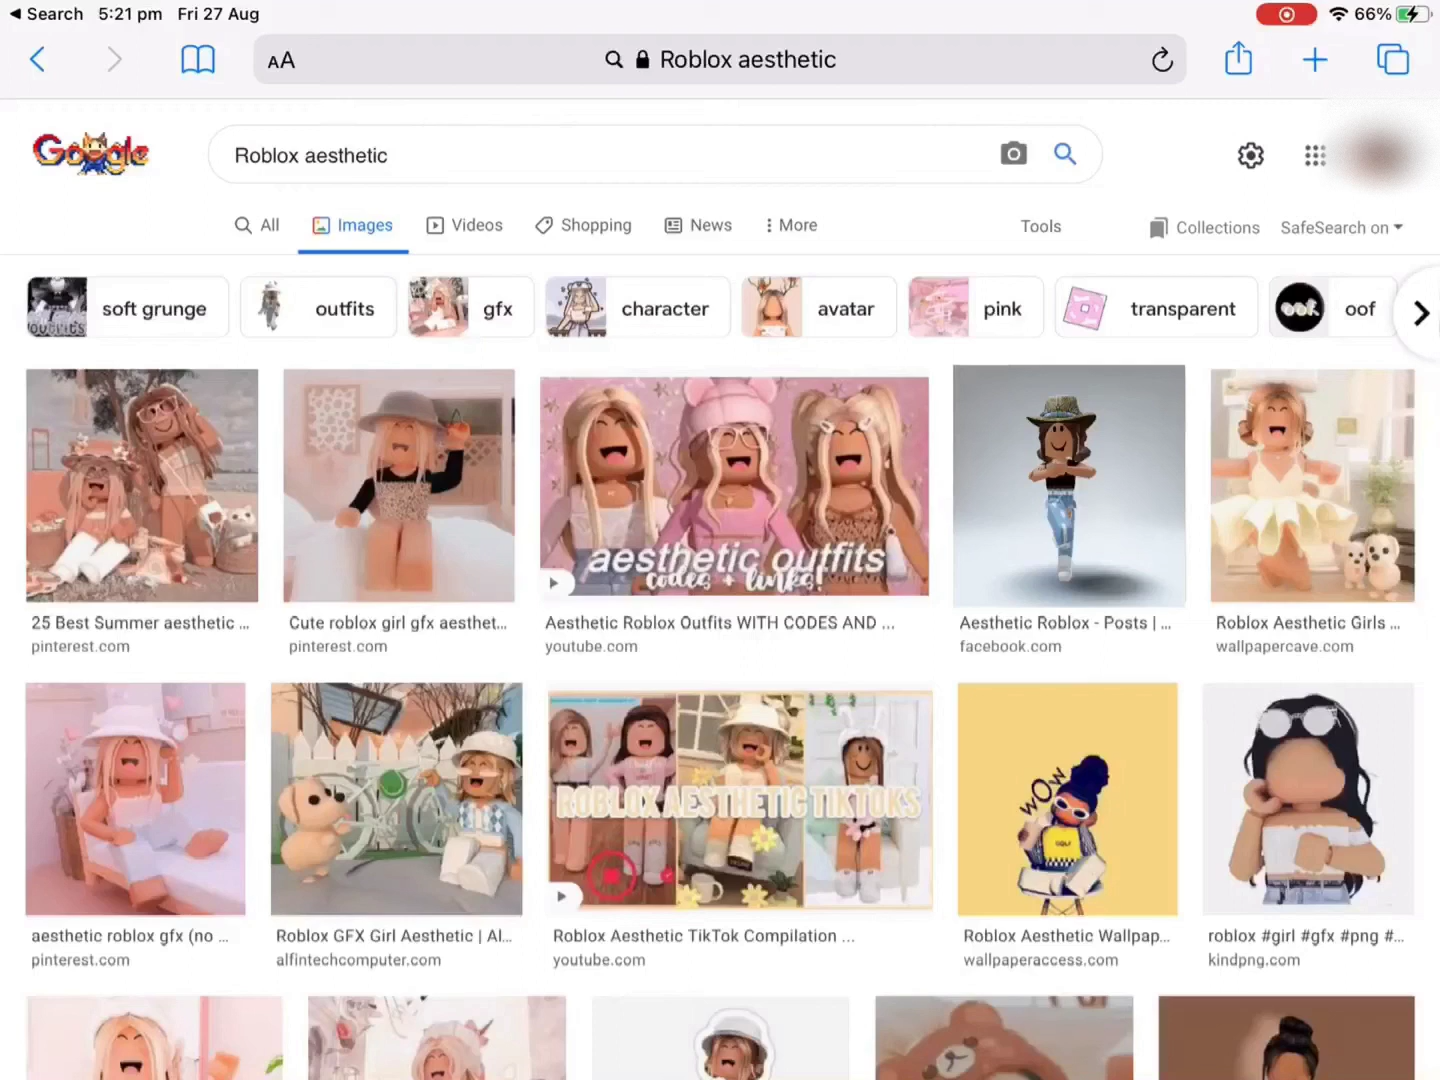 Search 5:21 pm Fri 27 Aug 66%
AA Roblox aesthetic
Google Roblox aesthetic
All Images Videos Shopping News More Tools Collections SafeSearch on
soft grunge outfits gfx character avatar pink transparent oof
OUTFITS oof
aesthetic outfits
codes + links!
25 Best Summer aesthetic ... Cute roblox girl gfx aesthet... Aesthetic Roblox Outfits WITH CODES AND ... Aesthetic Roblox - Posts | ... Roblox Aesthetic Girls ...
pinterest.com pinterest.com youtube.com facebook.com wallpapercave.com
wOw
ROBLOX AESTHETIC TIKTOKS
GOLF
aesthetic roblox gfx (no ... Roblox GFX Girl Aesthetic | Al... Roblox Aesthetic TikTok Compilation ... Roblox Aesthetic Wallpap... roblox #girl #gfx #png #...
pinterest.com alfintechcomputer.com youtube.com wallpaperaccess.com kindpng.com